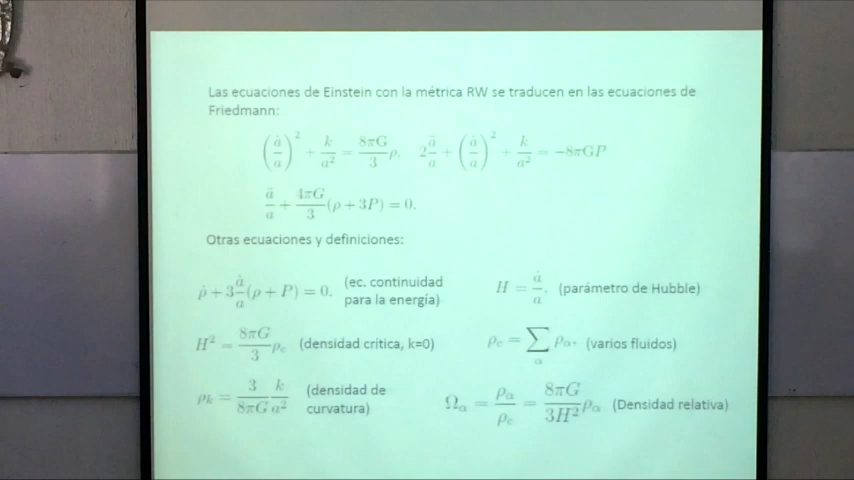 Las ecuaciones de Einstein con la métrica RW se traducen en las ecuaciones de
Friedmann:
(ȧ/a)² + k/a² = 8πG/3 ρ, 2 ä/a + (ȧ/a)² + k/a² = −8πGP
ä/a + 4πG/3 (ρ + 3P) = 0.
Otras ecuaciones y definiciones:
ρ̇ + 3 ȧ/a (ρ + P) = 0. (ec. continuidad para la energía)
H = ȧ/a. (parámetro de Hubble)
H² = 8πG/3 ρc (densidad crítica, k=0)
ρc = ∑α ρα, (varios fluidos)
ρk = 3/8πG k/a² (densidad de curvatura)
Ωα = ρα/ρc = 8πG/3H² ρα (Densidad relativa)